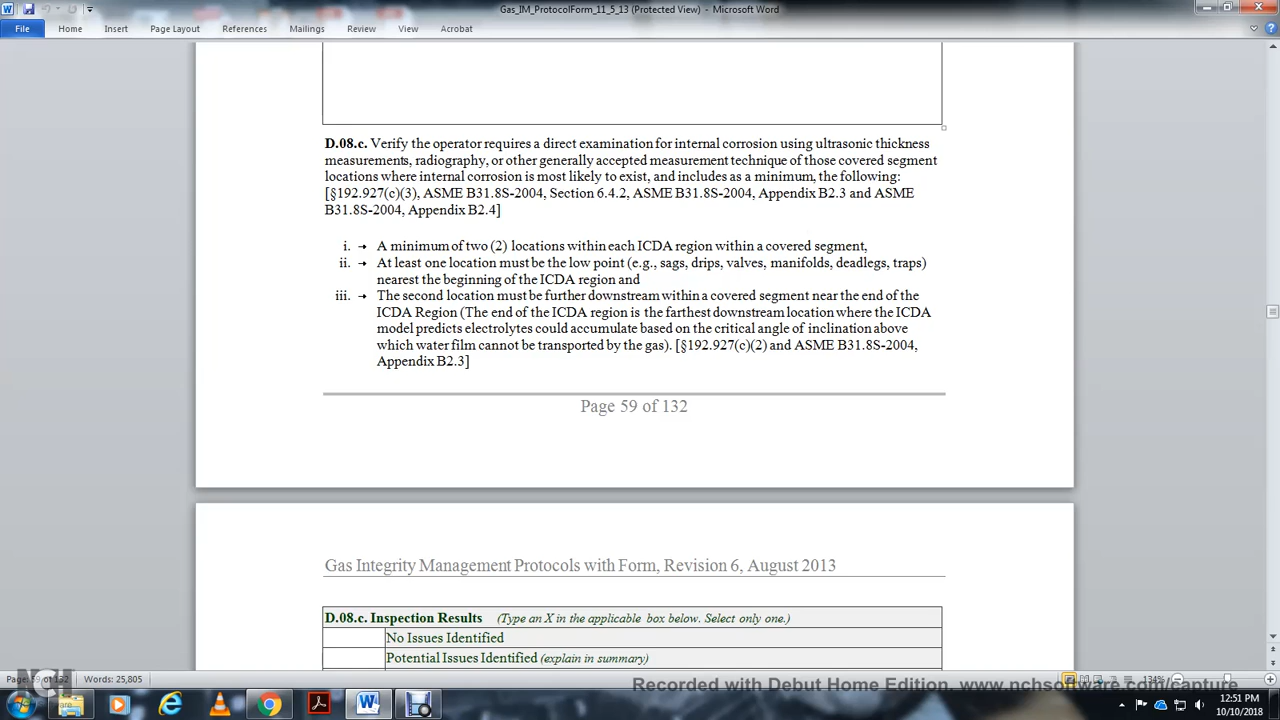 Gas_IM_ProtocolForm_11_5_13 (Protected View) - Microsoft Word
File Home Insert Page Layout References Mailings Review View Acrobat
D.08.c. Verify the operator requires a direct examination for internal corrosion using ultrasonic thickness
measurements, radiography, or other generally accepted measurement technique of those covered segment
locations where internal corrosion is most likely to exist, and includes as a minimum, the following:
[§192.927(c)(3), ASME B31.8S-2004, Section 6.4.2, ASME B31.8S-2004, Appendix B2.3 and ASME
B31.8S-2004, Appendix B2.4]
i. → A minimum of two (2) locations within each ICDA region within a covered segment,
ii. → At least one location must be the low point (e.g., sags, drips, valves, manifolds, deadlegs, traps)
nearest the beginning of the ICDA region and
iii. → The second location must be further downstream within a covered segment near the end of the
ICDA Region (The end of the ICDA region is the farthest downstream location where the ICDA
model predicts electrolytes could accumulate based on the critical angle of inclination above
which water film cannot be transported by the gas). [§192.927(c)(2) and ASME B31.8S-2004,
Appendix B2.3]
Page 59 of 132
Gas Integrity Management Protocols with Form, Revision 6, August 2013
D.08.c. Inspection Results (Type an X in the applicable box below. Select only one.)
No Issues Identified
Potential Issues Identified (explain in summary)
Page: 59 of 132 Words: 25,805 134%
NCH
Recorded with Debut Home Edition. www.nchsoftware.com/capture
12:51 PM
10/10/2018